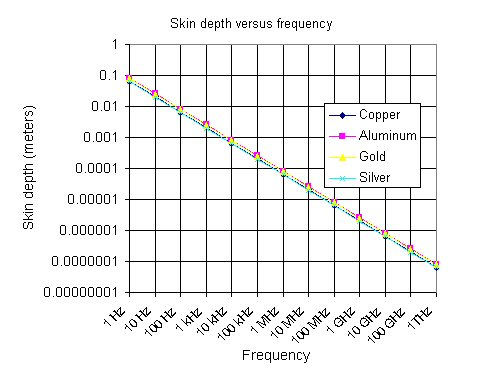 Skin depth versus frequency
1
0.1
0.01
0.001
0.0001
0.00001
0.000001
0.0000001
0.00000001
Skin depth (meters)
Copper
Aluminum
Gold
Silver
1 Hz
10 Hz
100 Hz
1 kHz
10 kHz
100 kHz
1 MHz
10 MHz
100 MHz
1 GHz
10 GHz
100 GHz
1THz
Frequency